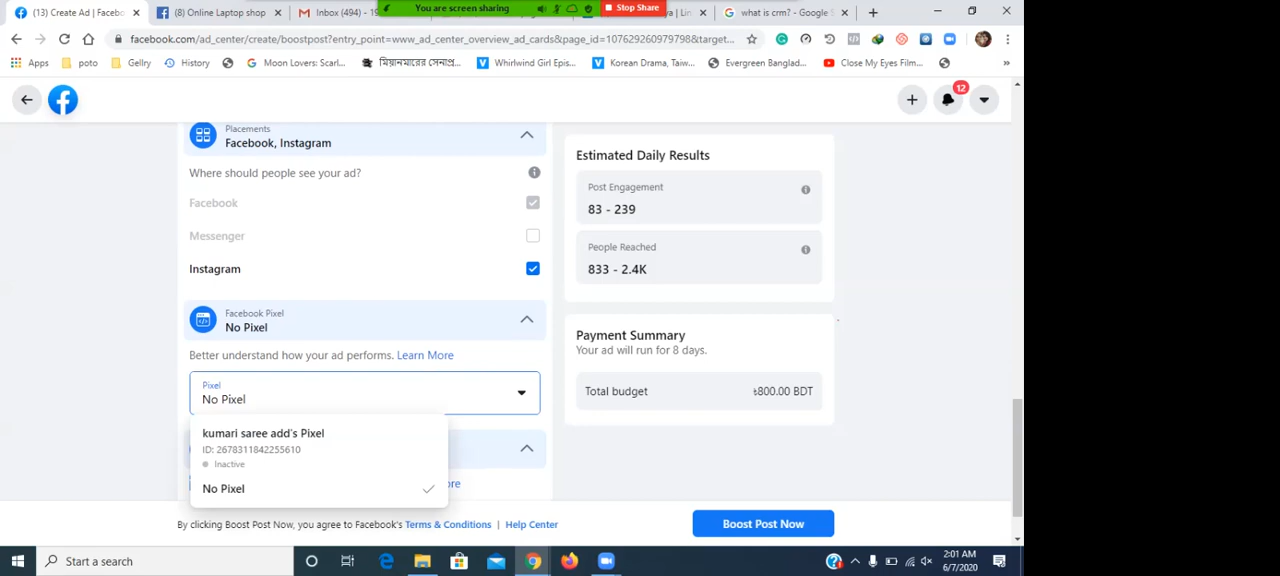 (13) Create Ad | Facebo
(8) Online Laptop shop
Inbox (494) - 19
You are screen sharing
Stop Share
what is crm? - Google S
facebook.com/ad_center/create/boostpost?entry_point=www_ad_center_overview_ad_cards&page_id=107629260979798&target...
Apps
poto
Gellry
History
Moon Lovers: Scarl...
মিয়ানমারের সেনাপ্র...
Whirlwind Girl Epis...
Korean Drama, Taiw...
Evergreen Banglad...
Close My Eyes Film...
12
Placements
Facebook, Instagram
Where should people see your ad?
Facebook
Messenger
Instagram
Facebook Pixel
No Pixel
Better understand how your ad performs. Learn More
Pixel
No Pixel
kumari saree add's Pixel
ID: 2678311842255610
Inactive
No Pixel
ore
Estimated Daily Results
Post Engagement
83 - 239
People Reached
833 - 2.4K
Payment Summary
Your ad will run for 8 days.
Total budget
৳800.00 BDT
By clicking Boost Post Now, you agree to Facebook's Terms & Conditions | Help Center
Boost Post Now
Start a search
2:01 AM
6/7/2020